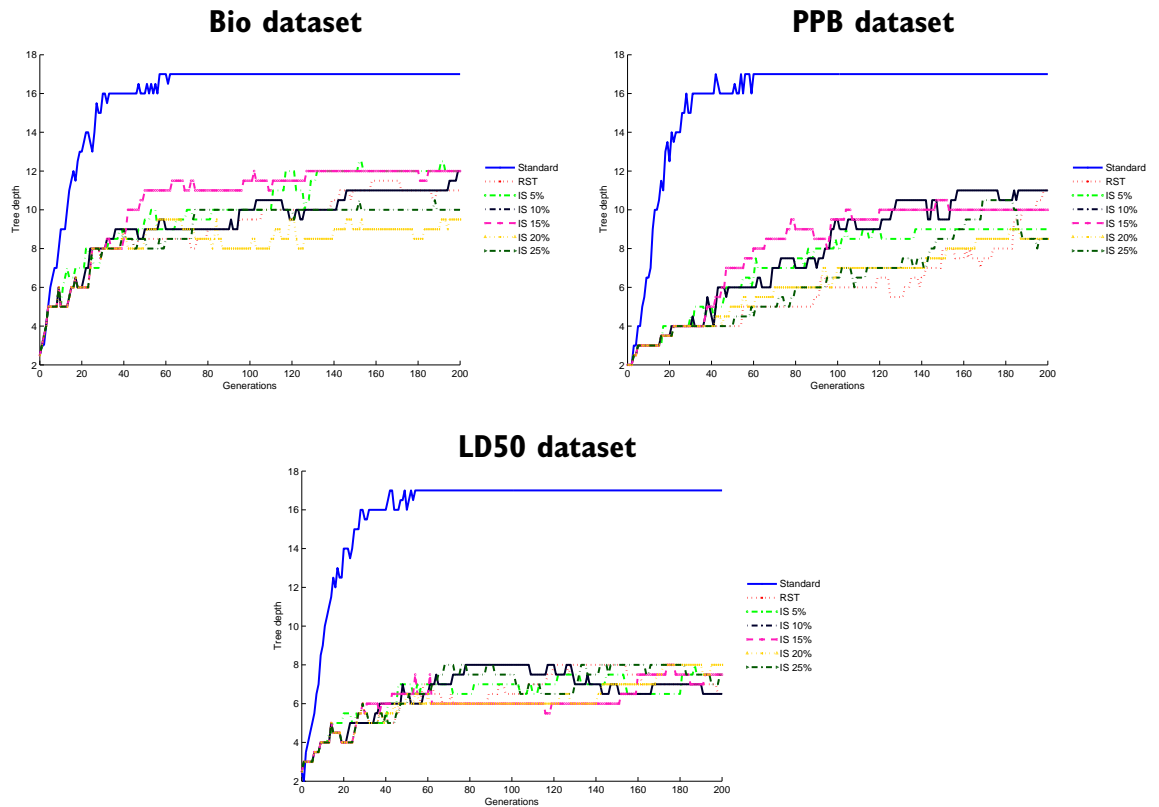 Bio dataset
18
16
14
12
10
8
6
4
2
0 20 40 60 80 100 120 140 160 180 200
Tree depth
Generations
Standard
RST
IS 5%
IS 10%
IS 15%
IS 20%
IS 25%
PPB dataset
18
16
14
12
10
8
6
4
2
0 20 40 60 80 100 120 140 160 180 200
Tree depth
Generations
Standard
RST
IS 5%
IS 10%
IS 15%
IS 20%
IS 25%
LD50 dataset
18
16
14
12
10
8
6
4
2
0 20 40 60 80 100 120 140 160 180 200
Tree depth
Generations
Standard
RST
IS 5%
IS 10%
IS 15%
IS 20%
IS 25%